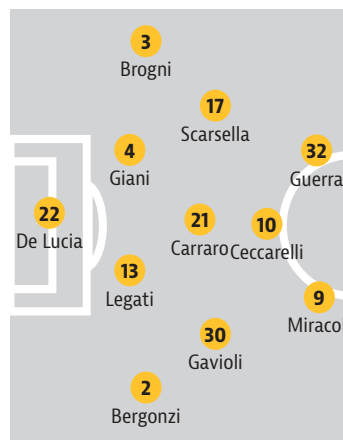 3
Brogni
17
Scarsella
4
Giani
32
Guerra
22
De Lucia
21
Carraro
10
Ceccarelli
13
Legati
9
Miracol
30
Gavioli
2
Bergonzi